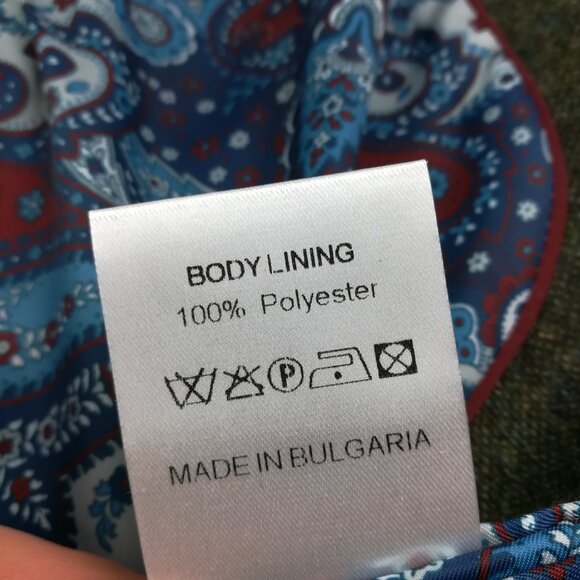 BODY LINING
100% Polyester
P
MADE IN BULGARIA